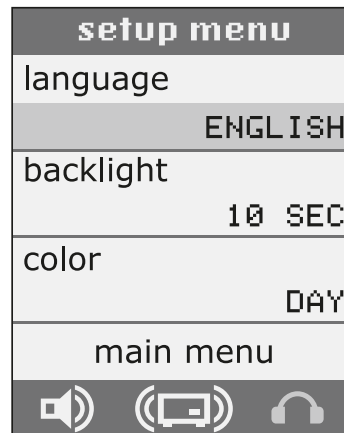 setup menu
language
ENGLISH
backlight
10 SEC
color
DAY
main menu